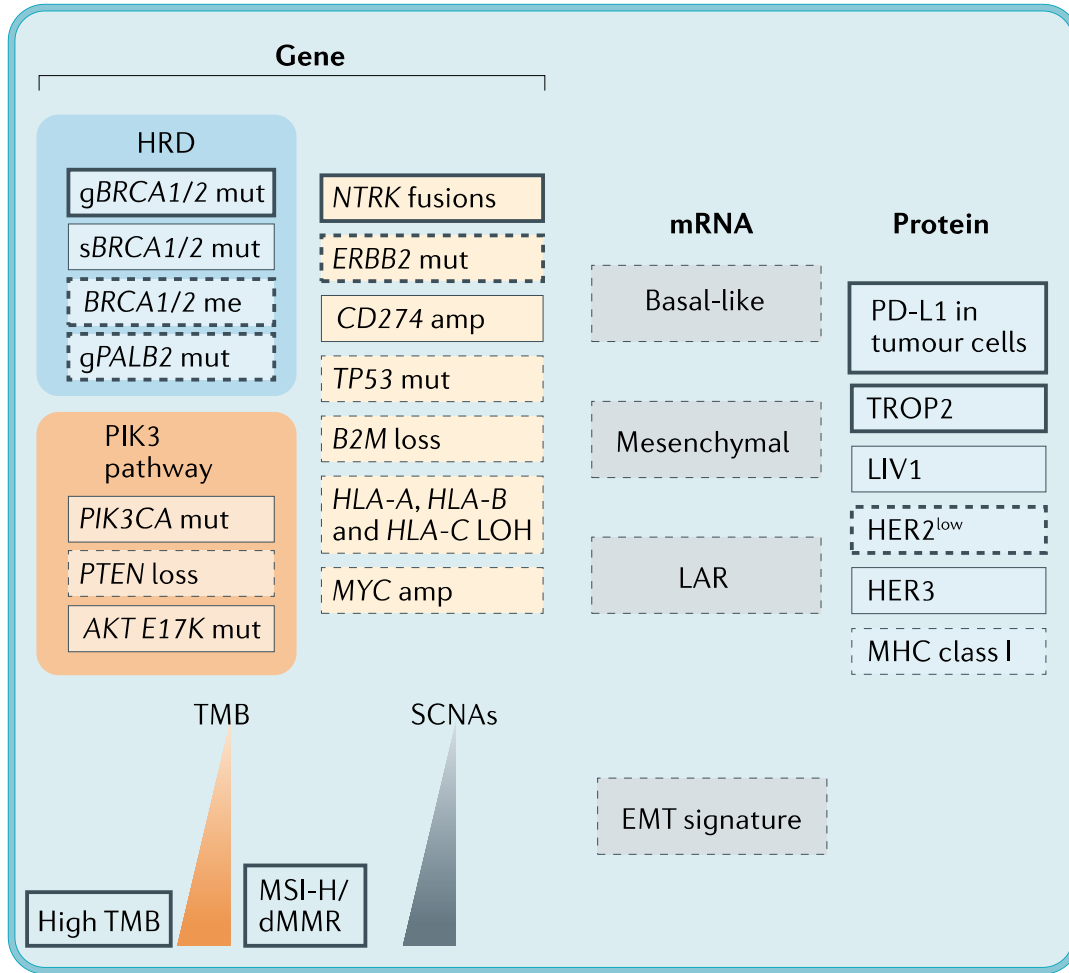 Gene
HRD
gBRCA1/2 mut
sBRCA1/2 mut
BRCA1/2 me
gPALB2 mut
PIK3
pathway
PIK3CA mut
PTEN loss
AKT E17K mut
NTRK fusions
ERBB2 mut
CD274 amp
TP53 mut
B2M loss
HLA-A, HLA-B
and HLA-C LOH
MYC amp
TMB
High TMB
MSI-H/
dMMR
SCNAs
mRNA
Basal-like
Mesenchymal
LAR
EMT signature
Protein
PD-L1 in
tumour cells
TROP2
LIV1
HER2low
HER3
MHC class I